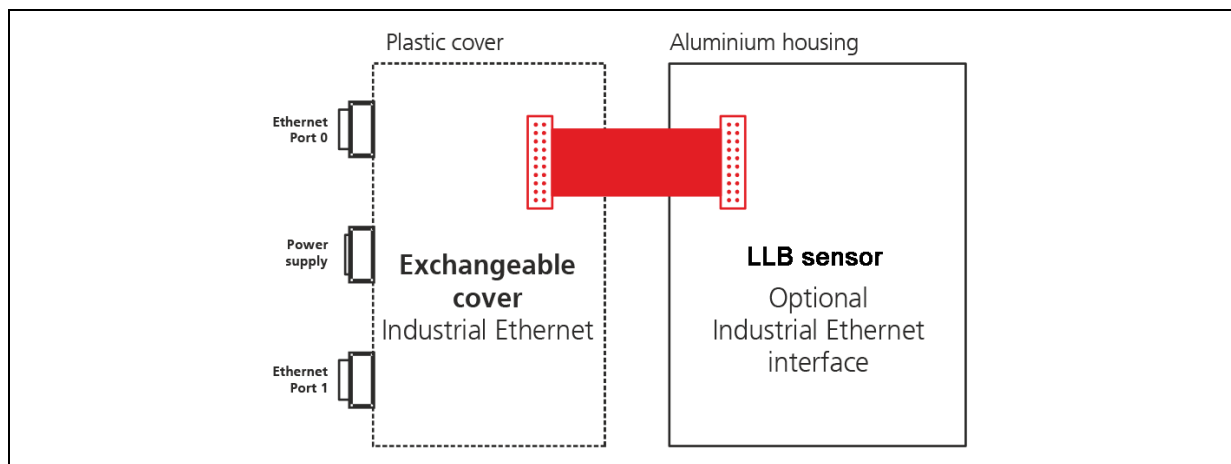 Plastic cover
Aluminium housing
Ethernet
Port 0
Power
supply
Ethernet
Port 1
Exchangeable
cover
Industrial Ethernet
LLB sensor
Optional
Industrial Ethernet
interface